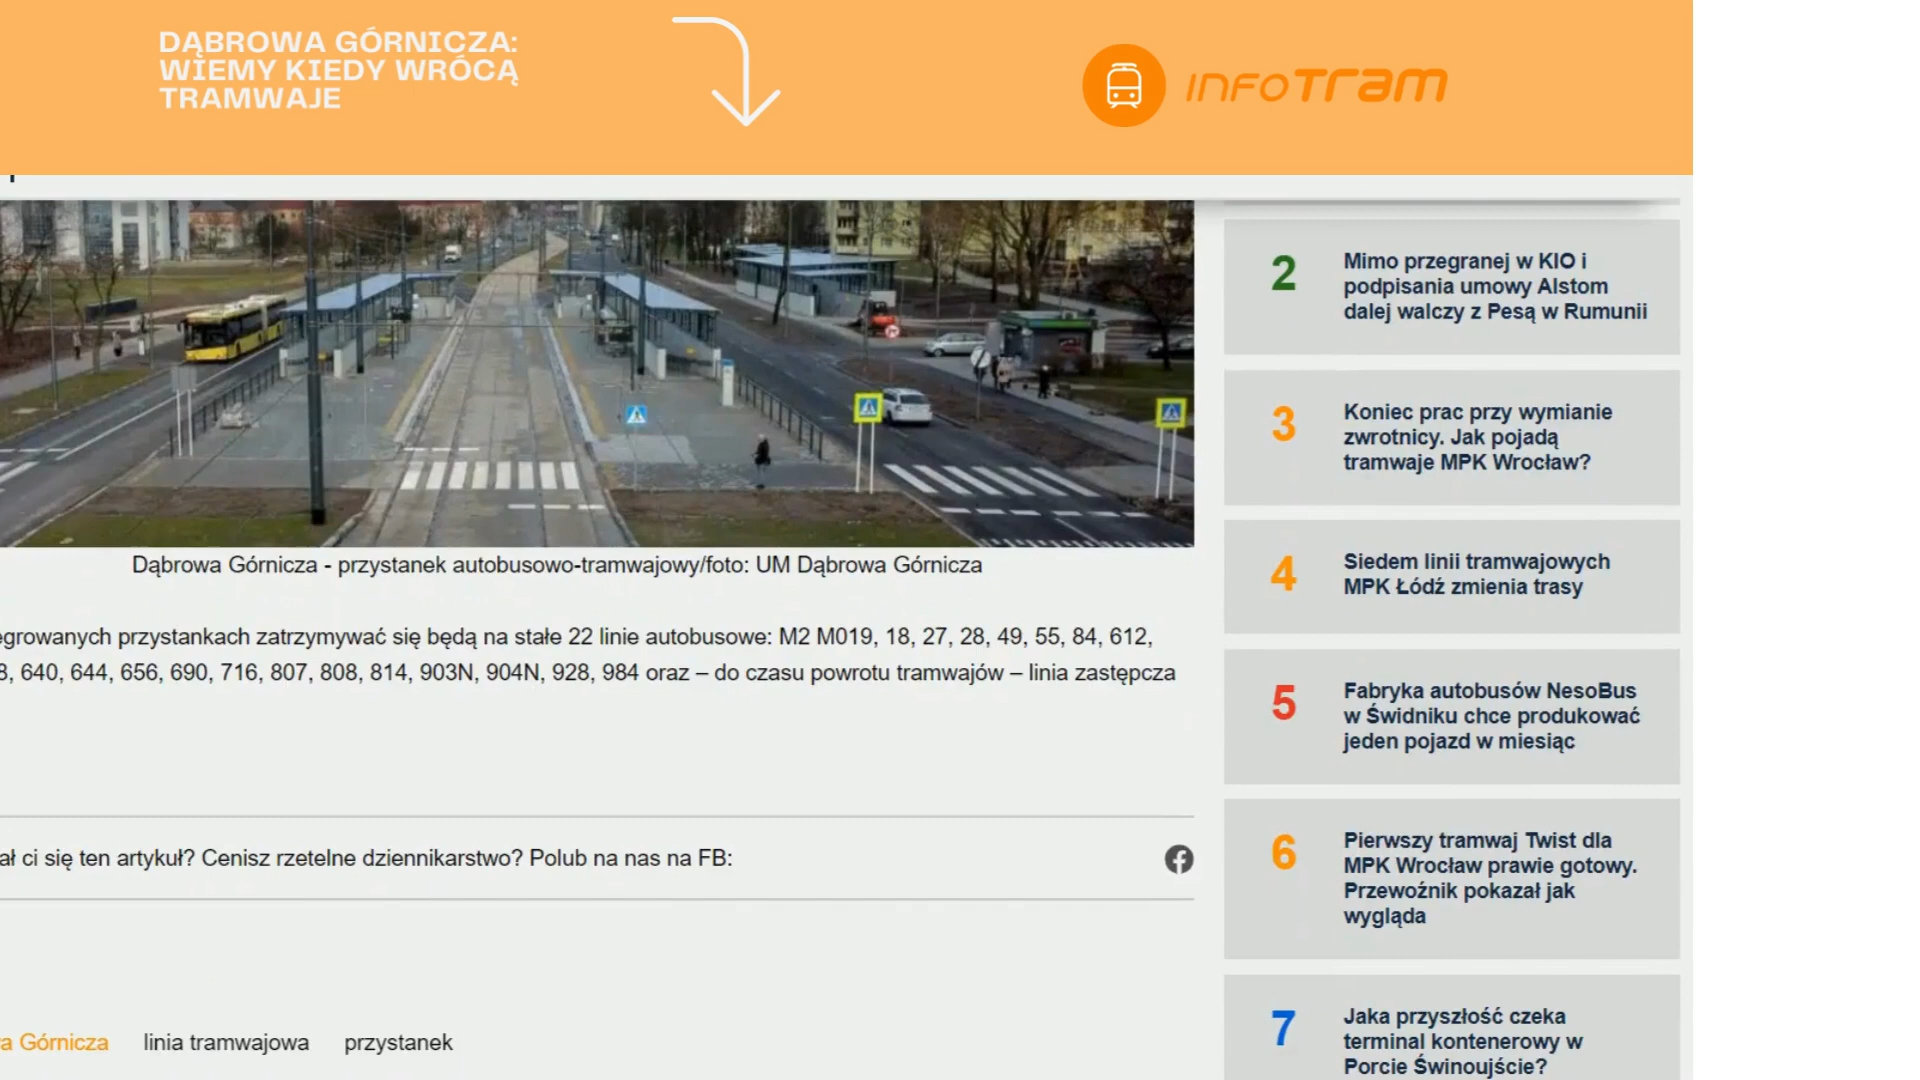 DĄBROWA GÓRNICZA:
WIEMY KIEDY WRÓCĄ
TRAMWAJE
INFOTRAM
Dąbrowa Górnicza - przystanek autobusowo-tramwajowy/foto: UM Dąbrowa Górnicza
egrowanych przystankach zatrzymywać się będą na stałe 22 linie autobusowe: M2 M019, 18, 27, 28, 49, 55, 84, 612,
8, 640, 644, 656, 690, 716, 807, 808, 814, 903N, 904N, 928, 984 oraz – do czasu powrotu tramwajów – linia zastępcza
ał ci się ten artykuł? Cenisz rzetelne dziennikarstwo? Polub na nas na FB:
a Górnicza linia tramwajowa przystanek
2
Mimo przegranej w KIO i
podpisania umowy Alstom
dalej walczy z Pesą w Rumunii
3
Koniec prac przy wymianie
zwrotnicy. Jak pojadą
tramwaje MPK Wrocław?
4
Siedem linii tramwajowych
MPK Łódź zmienia trasy
5
Fabryka autobusów NesoBus
w Świdniku chce produkować
jeden pojazd w miesiąc
6
Pierwszy tramwaj Twist dla
MPK Wrocław prawie gotowy.
Przewoźnik pokazał jak
wygląda
7
Jaka przyszłość czeka
terminal kontenerowy w
Porcie Świnoujście?